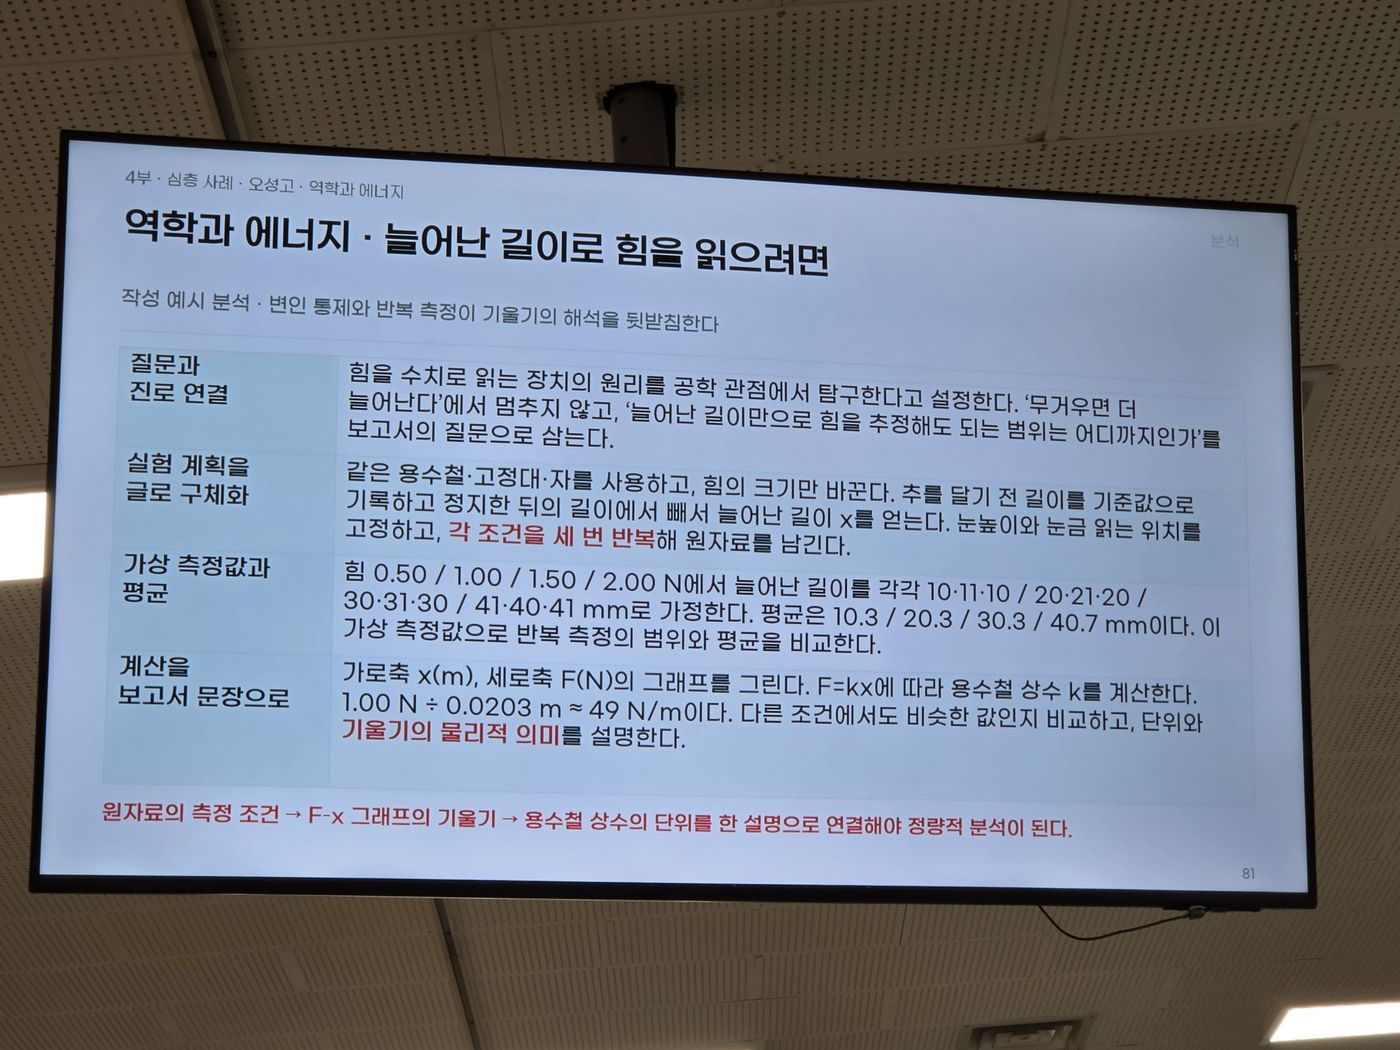 4부 · 심층 사례 · 오성고 · 역학과 에너지
역학과 에너지 · 늘어난 길이로 힘을 읽으려면
분석
작성 예시 분석 · 변인 통제와 반복 측정이 기울기의 해석을 뒷받침한다
질문과
진로 연결
힘을 수치로 읽는 장치의 원리를 공학 관점에서 탐구한다고 설정한다. ‘무거우면 더
늘어난다’에서 멈추지 않고, ‘늘어난 길이만으로 힘을 추정해도 되는 범위는 어디까지인가’를
보고서의 질문으로 삼는다.
실험 계획을
글로 구체화
같은 용수철·고정대·자를 사용하고, 힘의 크기만 바꾼다. 추를 달기 전 길이를 기준값으로
기록하고 정지한 뒤의 길이에서 빼서 늘어난 길이 x를 얻는다. 눈높이와 눈금 읽는 위치를
고정하고, 각 조건을 세 번 반복해 원자료를 남긴다.
가상 측정값과
평균
힘 0.50 / 1.00 / 1.50 / 2.00 N에서 늘어난 길이를 각각 10·11·10 / 20·21·20 /
30·31·30 / 41·40·41 mm로 가정한다. 평균은 10.3 / 20.3 / 30.3 / 40.7 mm이다. 이
가상 측정값으로 반복 측정의 범위와 평균을 비교한다.
계산을
보고서 문장으로
가로축 x(m), 세로축 F(N)의 그래프를 그린다. F=kx에 따라 용수철 상수 k를 계산한다.
1.00 N ÷ 0.0203 m ≈ 49 N/m이다. 다른 조건에서도 비슷한 값인지 비교하고, 단위와
기울기의 물리적 의미를 설명한다.
원자료의 측정 조건 → F-x 그래프의 기울기 → 용수철 상수의 단위를 한 설명으로 연결해야 정량적 분석이 된다.
81